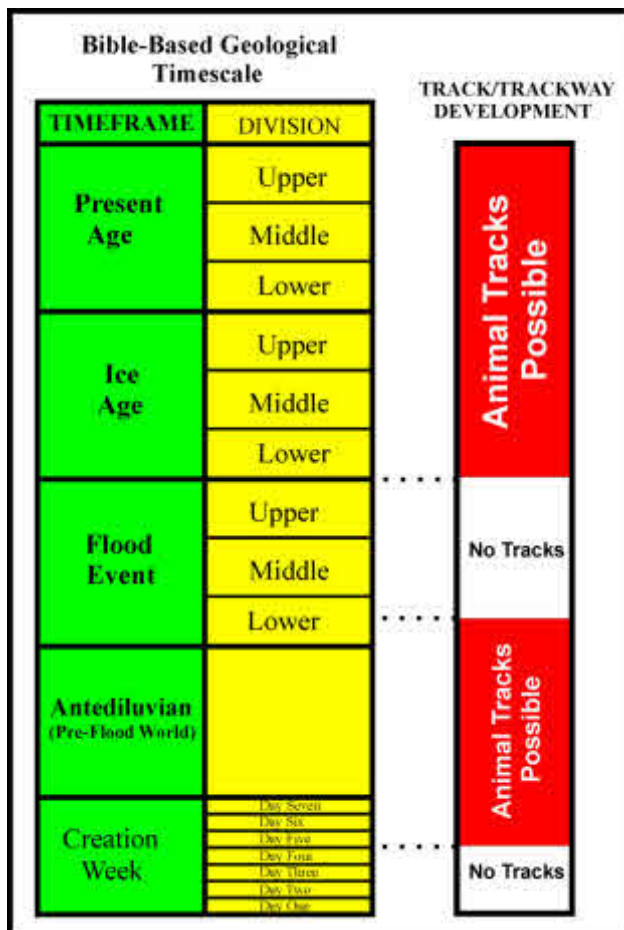 Bible-Based Geological
Timescale
TRACK/TRACKWAY
DEVELOPMENT
TIMEFRAME
DIVISION
Present
Age
Upper
Middle
Lower
Ice
Age
Upper
Middle
Lower
Flood
Event
Upper
Middle
Lower
Antediluvian
(Pre-Flood World)
Creation
Week
Day Seven
Day Six
Day Five
Day Four
Day Three
Day Two
Day One
Animal Tracks
Possible
No Tracks
Animal Tracks
Possible
No Tracks